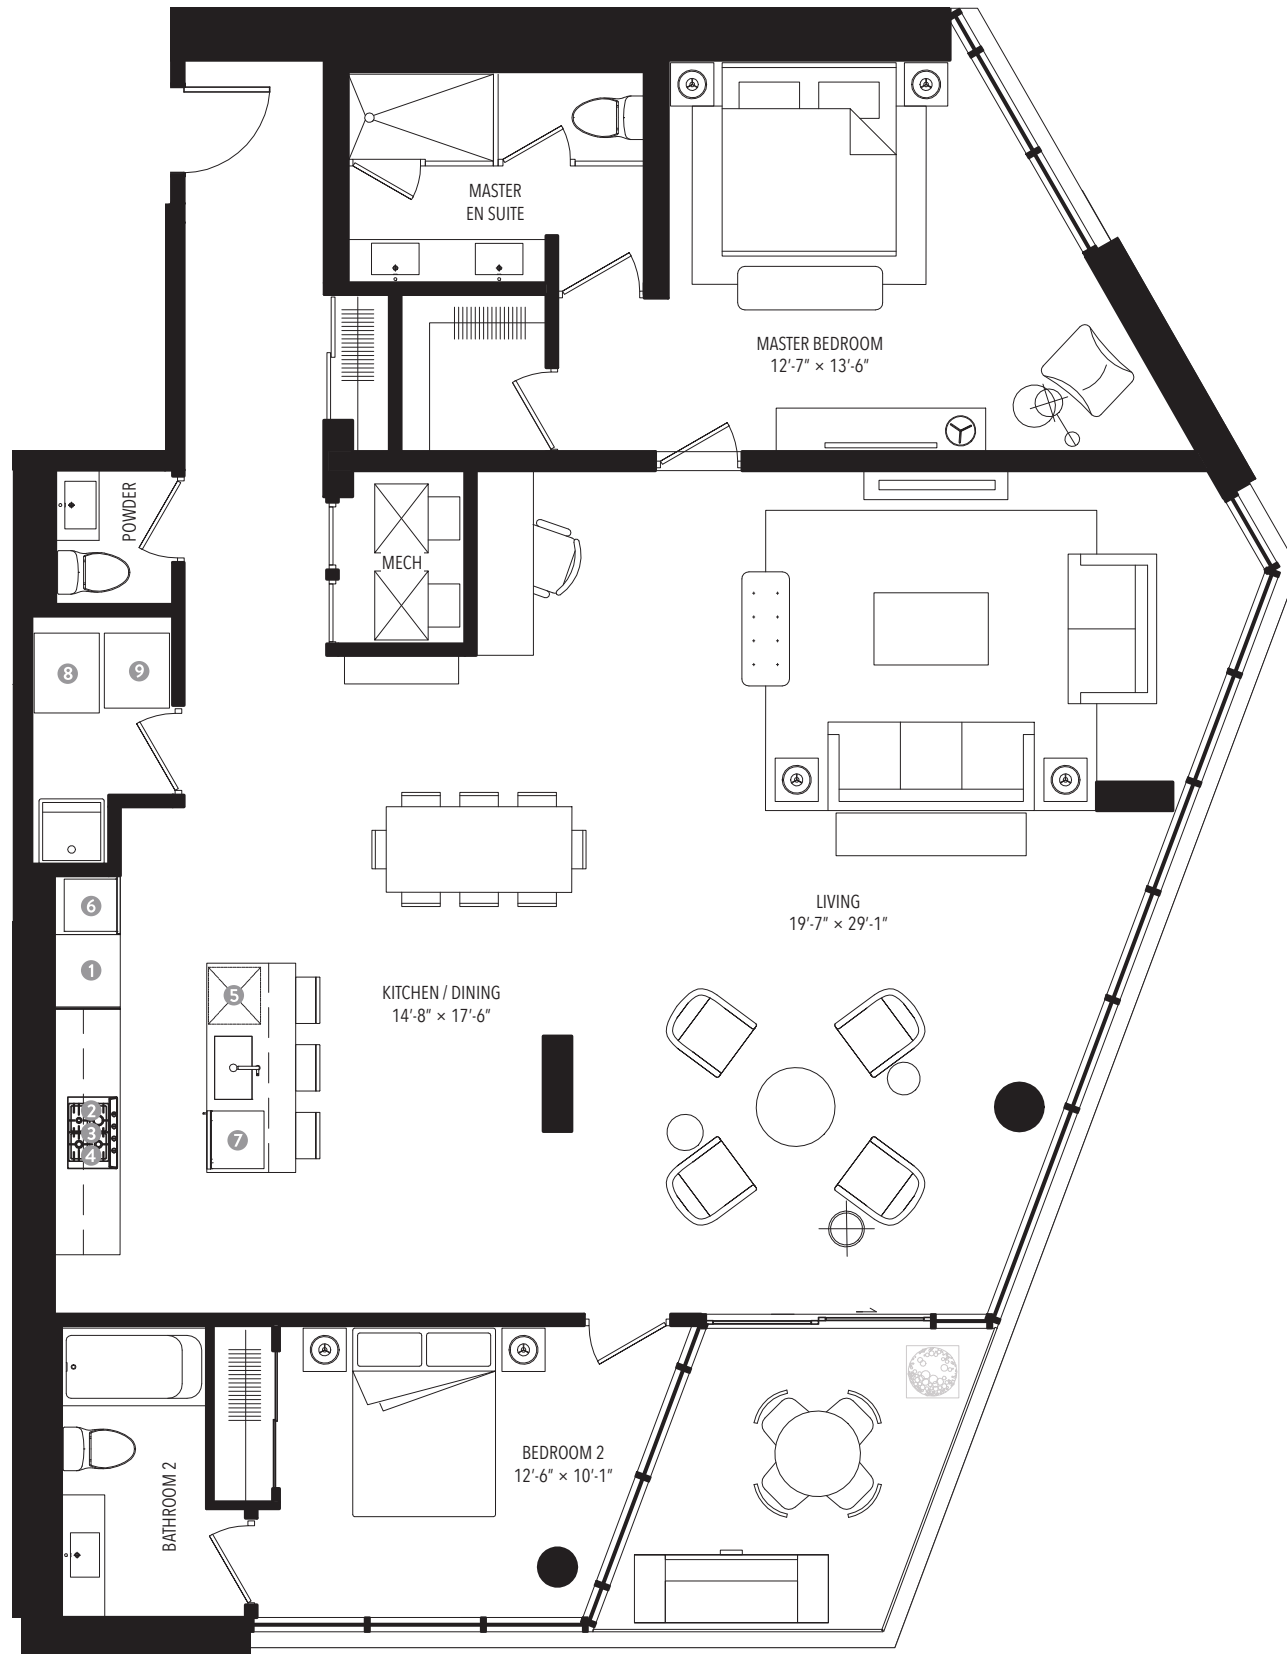 MASTER
EN SUITE
MASTER BEDROOM
12'-7" × 13'-6"
POWDER
MECH
8
9
6
1
LIVING
19'-7" × 29'-1"
5
KITCHEN / DINING
14'-8" × 17'-6"
2
3
4
7
BEDROOM 2
12'-6" × 10'-1"
BATHROOM 2